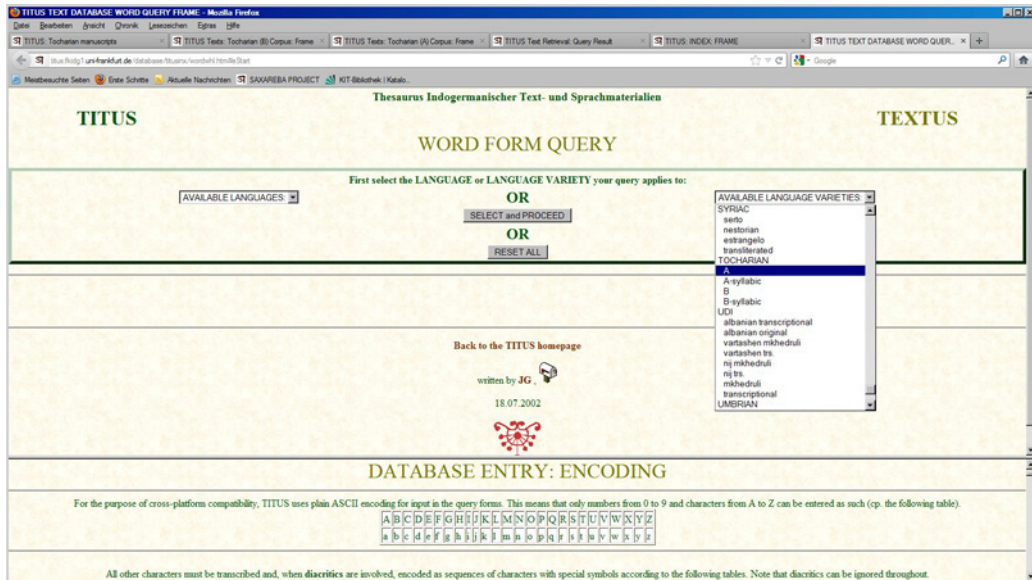 TITUS TEXT DATABASE WORD QUERY FRAME - Mozilla Firefox
Datei Bearbeiten Ansicht Chronik Lesezeichen Extras Hilfe
TITUS: Tocharian manuscripts
TITUS Texts: Tocharian (B) Corpus: Frame
TITUS Texts: Tocharian (A) Corpus: Frame
TITUS Text Retrieval: Query Result
TITUS: INDEX: FRAME
TITUS TEXT DATABASE WORD QUER...
Google
Meistbesuchte Seiten Erste Schritte Aktuelle Nachrichten SAXAREBA PROJECT KIT-Bibliothek | Katalo...
Thesaurus Indogermanischer Text- und Sprachmaterialien
TITUS
TEXTUS
WORD FORM QUERY
First select the LANGUAGE or LANGUAGE VARIETY your query applies to:
AVAILABLE LANGUAGES:
OR
SELECT and PROCEED
OR
RESET ALL
AVAILABLE LANGUAGE VARIETIES:
SYRIAC
serto
nestorian
estrangelo
transliterated
TOCHARIAN
A
A-syllabic
B
B-syllabic
UDI
albanian transcriptional
albanian original
vartashen mkhedruli
vartashen trs.
nij mkhedruli
nij trs.
mkhedruli
transcriptional
UMBRIAN
Back to the TITUS homepage
written by JG ,
18.07.2002
DATABASE ENTRY: ENCODING
For the purpose of cross-platform compatibility, TITUS uses plain ASCII encoding for input in the query forms. This means that only numbers from 0 to 9 and characters from A to Z can be entered as such (cp. the following table).
A B C D E F G H I J K L M N O P Q R S T U V W X Y Z
a b c d e f g h i j k l m n o p q r s t u v w x y z
All other characters must be transcribed and, when diacritics are involved, encoded as sequences of characters with special symbols according to the following tables. Note that diacritics can be ignored throughout.